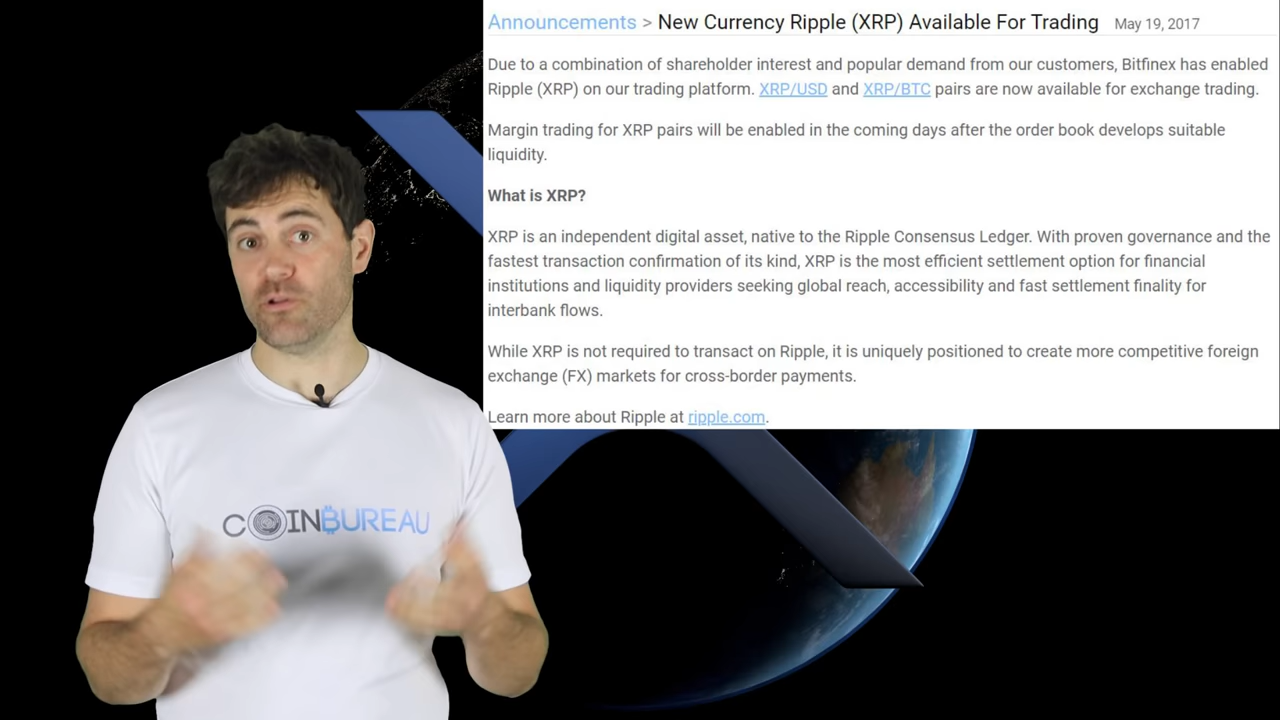 Announcements > New Currency Ripple (XRP) Available For Trading May 19, 2017
Due to a combination of shareholder interest and popular demand from our customers, Bitfinex has enabled
Ripple (XRP) on our trading platform. XRP/USD and XRP/BTC pairs are now available for exchange trading.
Margin trading for XRP pairs will be enabled in the coming days after the order book develops suitable
liquidity.
What is XRP?
XRP is an independent digital asset, native to the Ripple Consensus Ledger. With proven governance and the
fastest transaction confirmation of its kind, XRP is the most efficient settlement option for financial
institutions and liquidity providers seeking global reach, accessibility and fast settlement finality for
interbank flows.
While XRP is not required to transact on Ripple, it is uniquely positioned to create more competitive foreign
exchange (FX) markets for cross-border payments.
Learn more about Ripple at ripple.com.
COINBUREAU